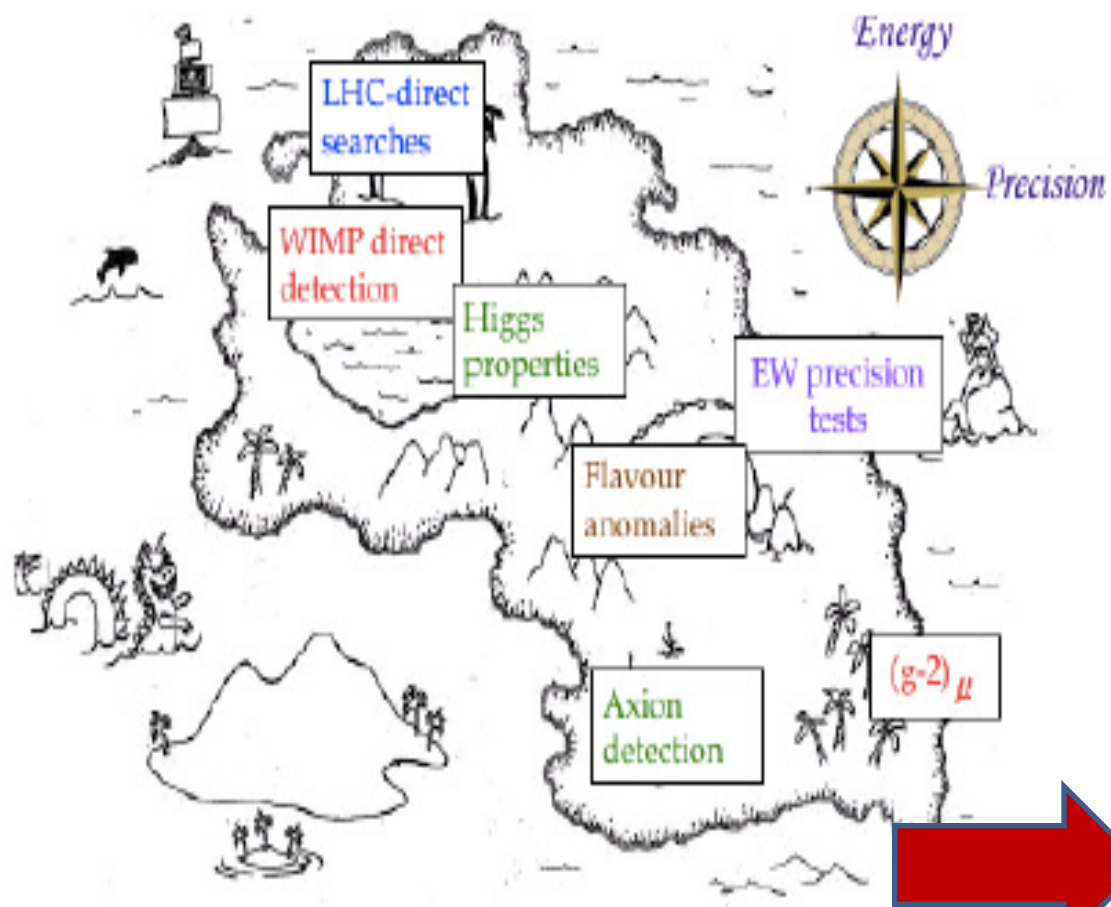 Energy
LHC-direct
searches
Precision
WIMP direct
detection
Higgs
properties
EW precision
tests
Flavour
anomalies
(g-2) μ
Axion
detection